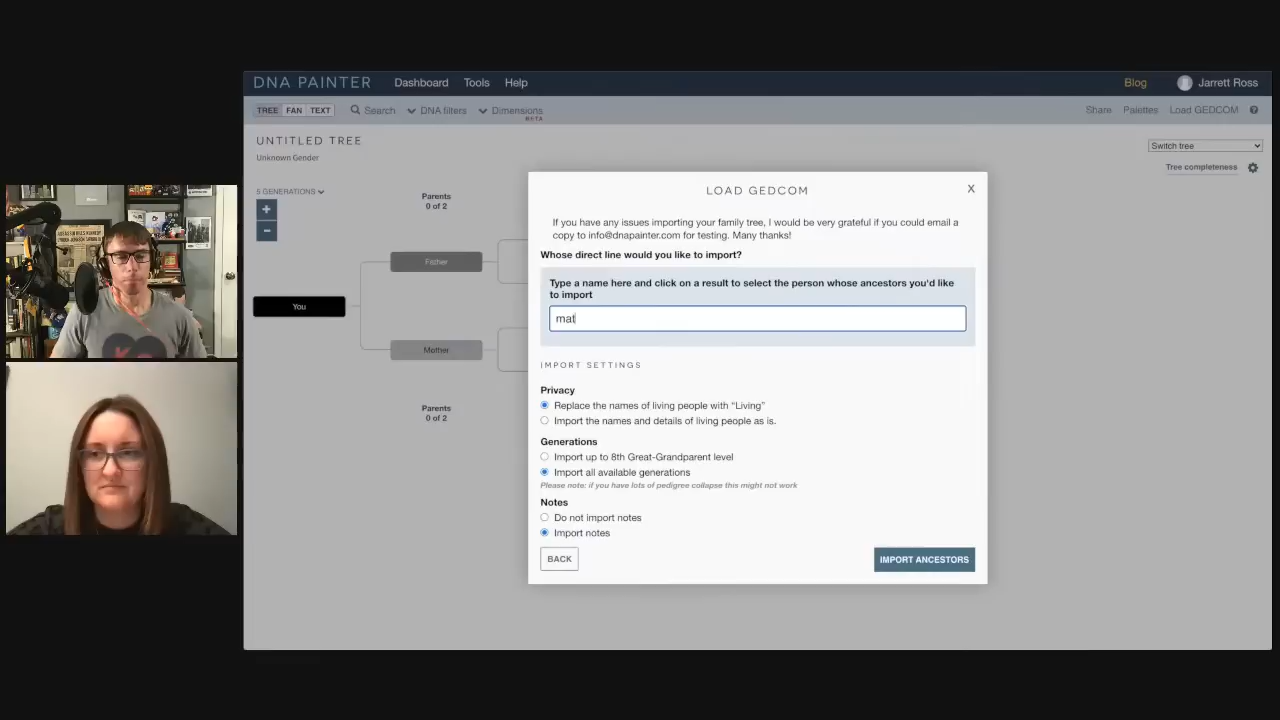 DNA PAINTER Dashboard Tools Help Blog Jarrett Ross
TREE FAN TEXT Search DNA filters Dimensions BETA Share Palettes Load GEDCOM ?
UNTITLED TREE
Unknown Gender
Switch tree
Tree completeness
5 GENERATIONS
+
-
Parents
0 of 2
Father
You
Mother
Parents
0 of 2
LOAD GEDCOM X
If you have any issues importing your family tree, I would be very grateful if you could email a
copy to info@dnapainter.com for testing. Many thanks!
Whose direct line would you like to import?
Type a name here and click on a result to select the person whose ancestors you'd like
to import
mat
IMPORT SETTINGS
Privacy
Replace the names of living people with “Living”
Import the names and details of living people as is.
Generations
Import up to 8th Great-Grandparent level
Import all available generations
Please note: if you have lots of pedigree collapse this might not work
Notes
Do not import notes
Import notes
BACK IMPORT ANCESTORS